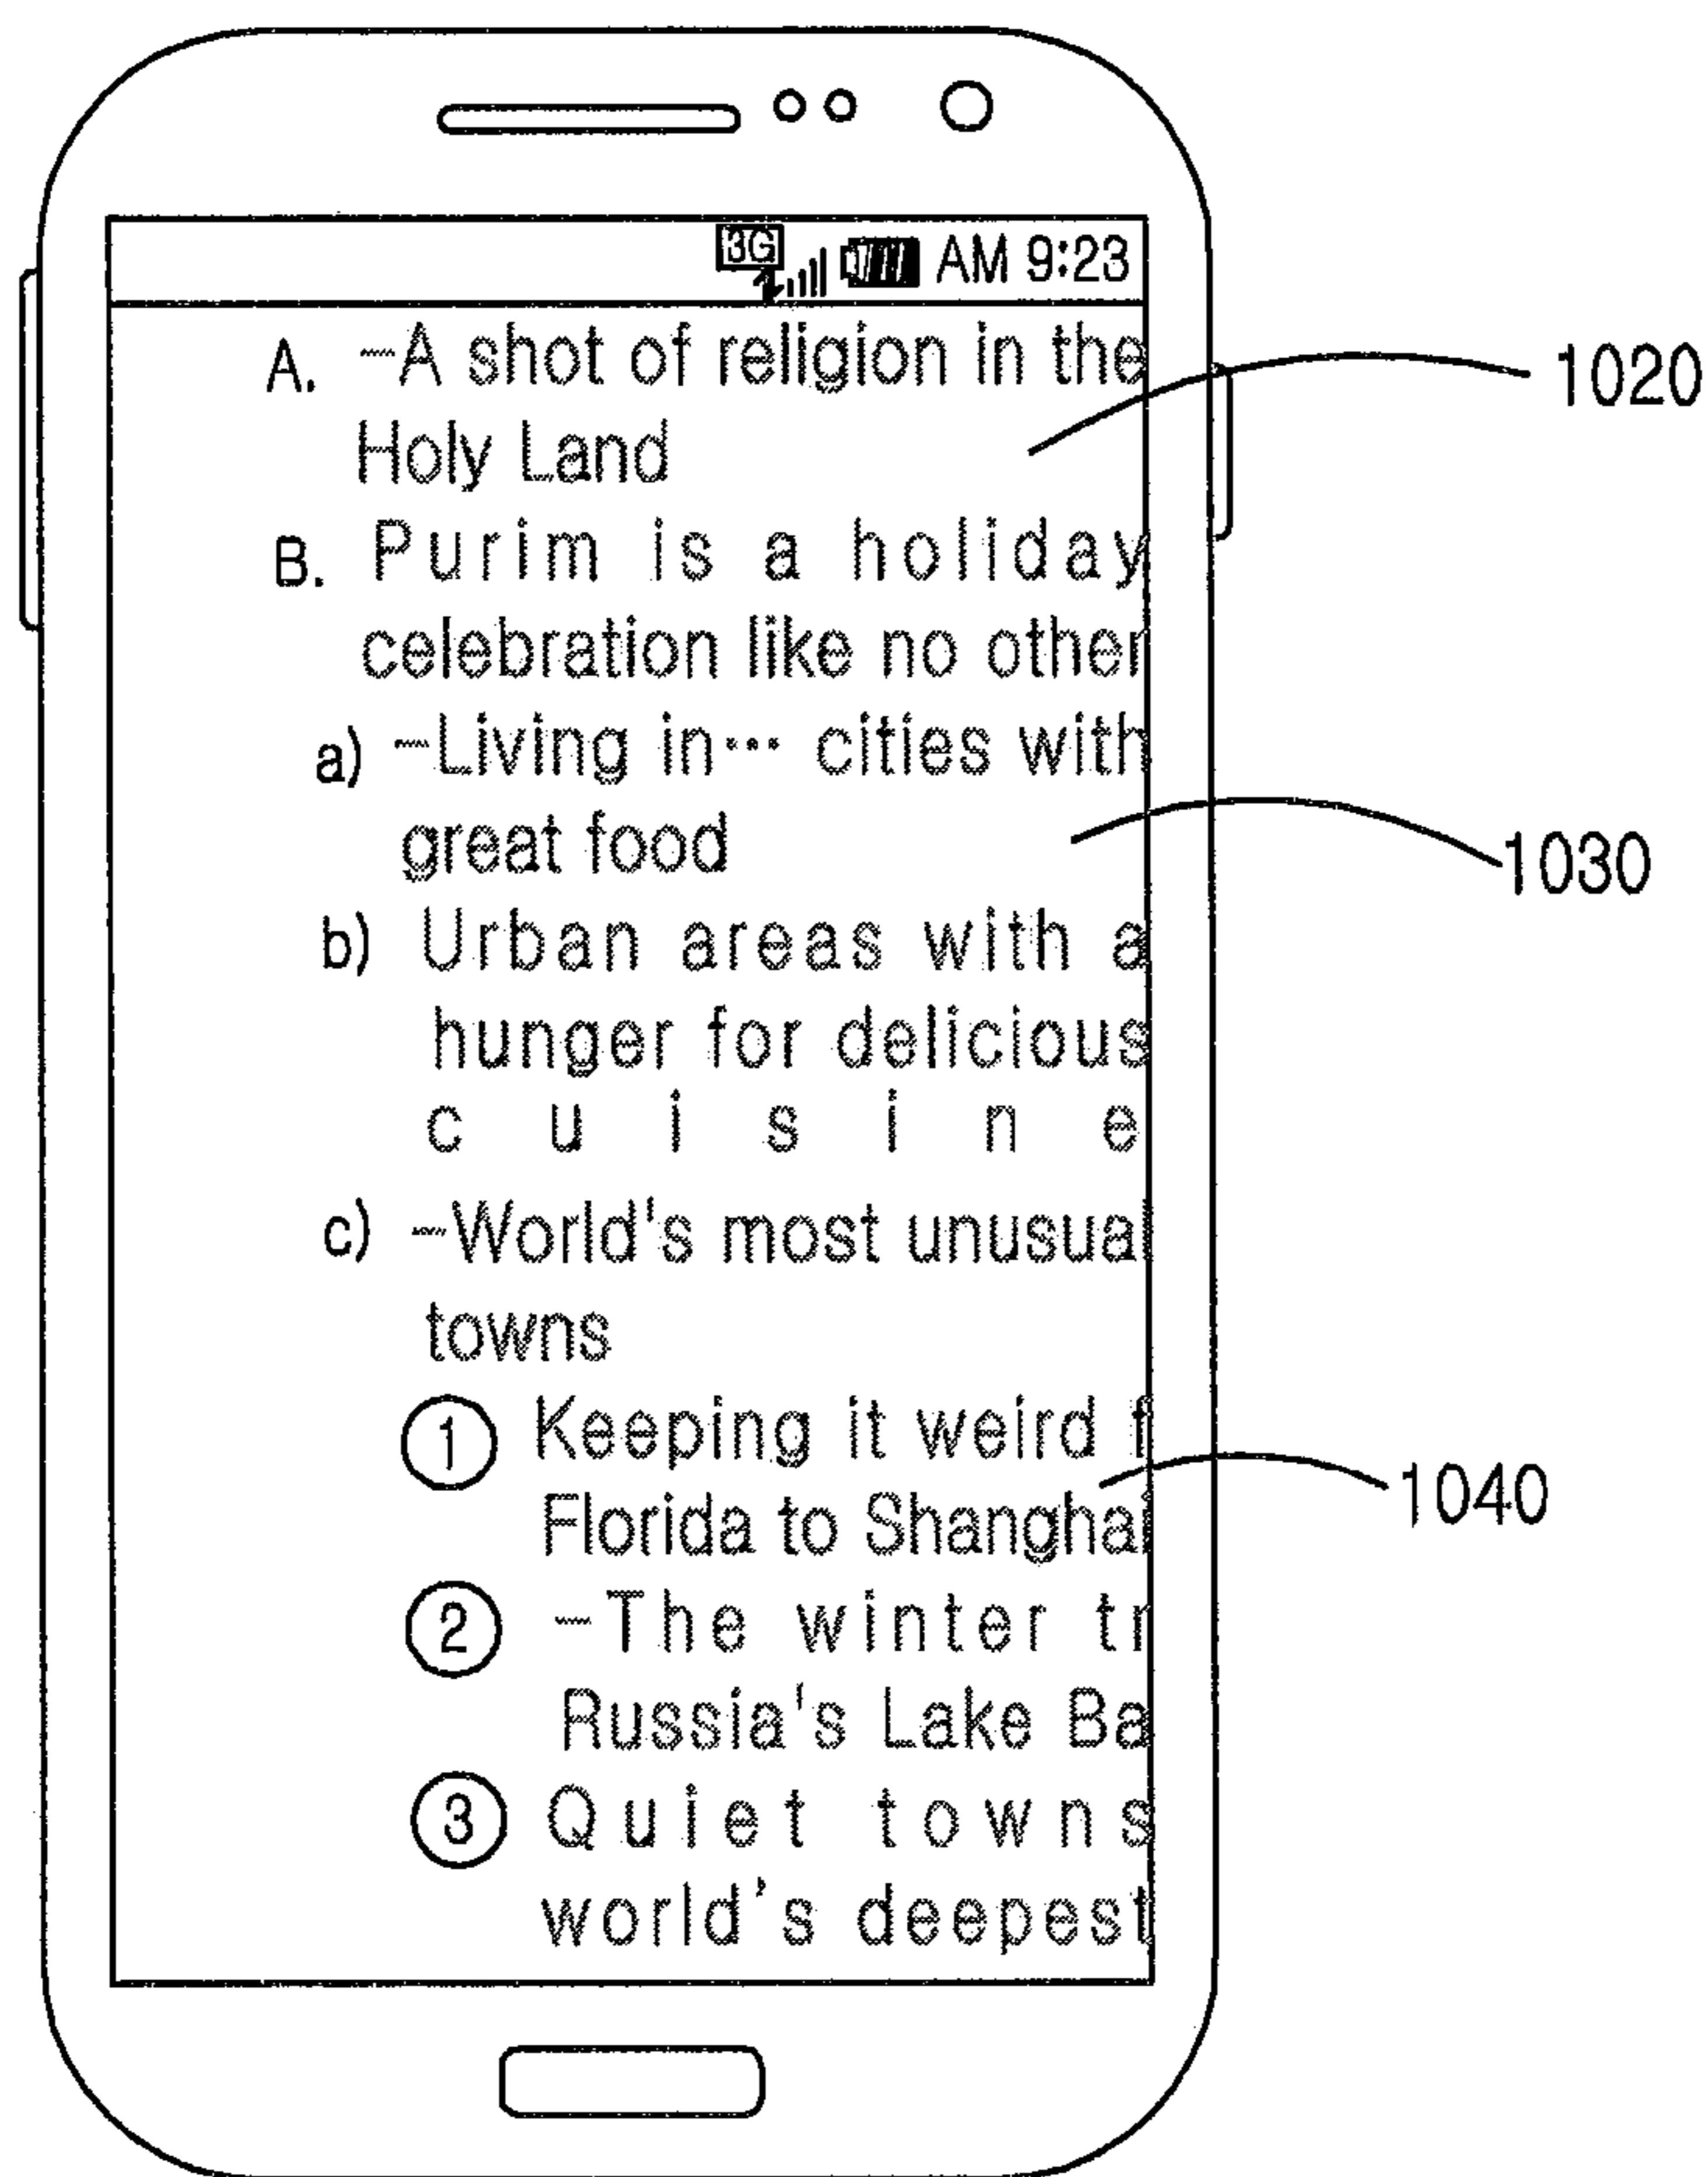 3G AM 9:23
A. -A shot of religion in the
Holy Land
1020
B. Purim is a holiday
celebration like no other
a) -Living in··· cities with
great food
1030
b) Urban areas with a
hunger for delicious
cuisine
c) -World's most unusual
towns
① Keeping it weird f
1040
Florida to Shanghai
② -The winter tr
Russia's Lake Ba
③ Quiet towns
world's deepest